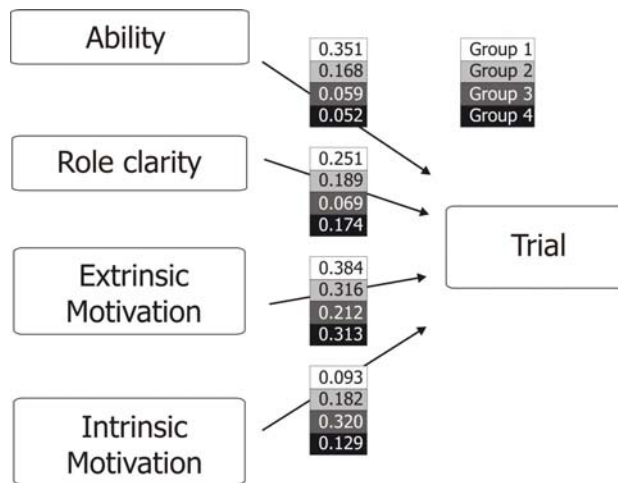 Ability
0.351
0.168
0.059
0.052
Group 1
Group 2
Group 3
Group 4
Role clarity
0.251
0.189
0.069
0.174
Trial
Extrinsic
Motivation
0.384
0.316
0.212
0.313
Intrinsic
Motivation
0.093
0.182
0.320
0.129